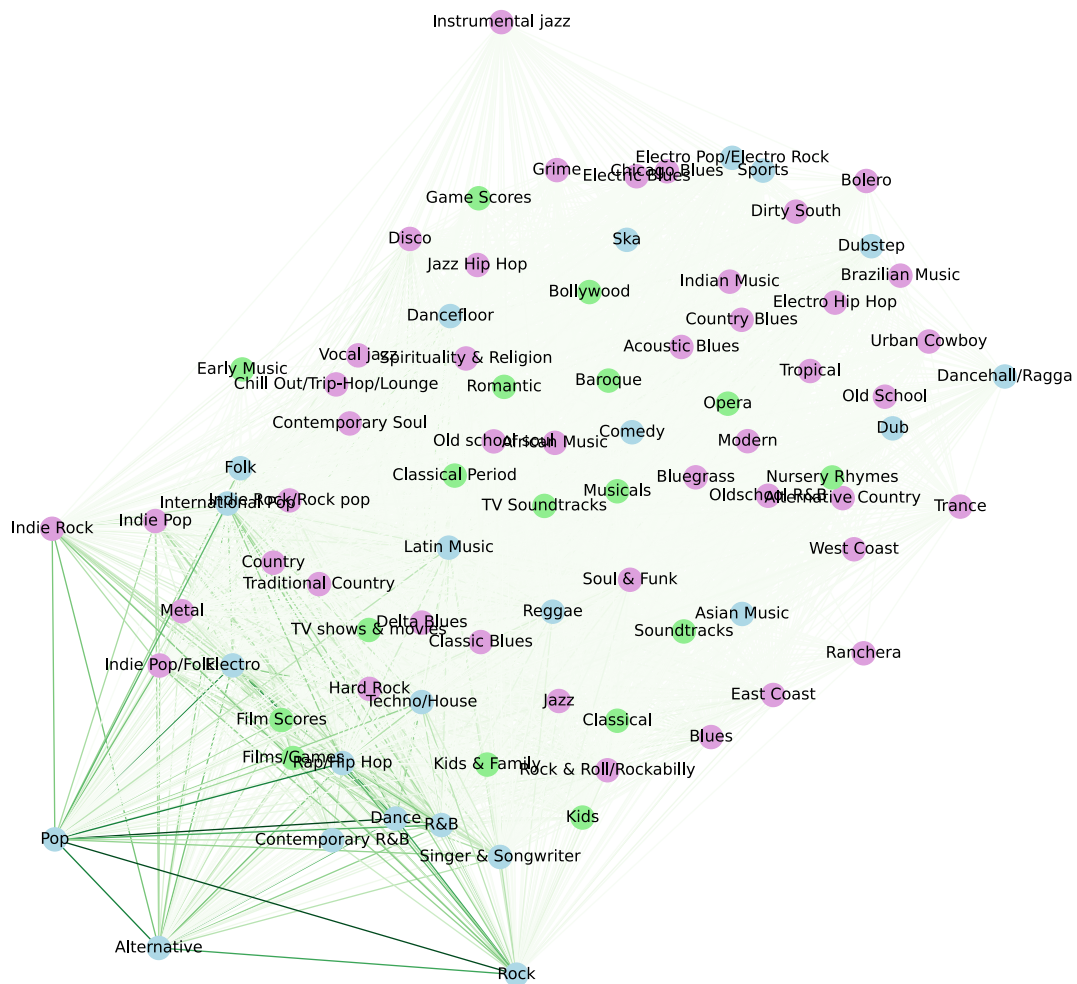 Instrumental jazz
Electro Pop/Electro Rock
Grime
Chicago Blues
Sports
Electric Blues
Bolero
Game Scores
Dirty South
Disco
Ska
Dubstep
Jazz Hip Hop
Brazilian Music
Indian Music
Bollywood
Electro Hip Hop
Dancefloor
Country Blues
Urban Cowboy
Acoustic Blues
Vocal jazz
Spirituality & Religion
Early Music
Tropical
Dancehall/Ragga
Chill Out/Trip-Hop/Lounge
Romantic
Baroque
Old School
Opera
Contemporary Soul
Comedy
Dub
Old school soul
African Music
Modern
Folk
Classical Period
Bluegrass
Nursery Rhymes
Musicals
Oldschool R&B
Alternative Country
International Pop
Indie Rock/Rock pop
TV Soundtracks
Trance
Indie Rock
Indie Pop
Latin Music
West Coast
Country
Traditional Country
Soul & Funk
Metal
Reggae
Asian Music
Delta Blues
TV shows & movies
Soundtracks
Classic Blues
Ranchera
Indie Pop/Folk
Electro
Hard Rock
Techno/House
Jazz
East Coast
Film Scores
Classical
Blues
Films/Games
Rap/Hip Hop
Kids & Family
Rock & Roll/Rockabilly
Dance
Kids
R&B
Pop
Contemporary R&B
Singer & Songwriter
Alternative
Rock